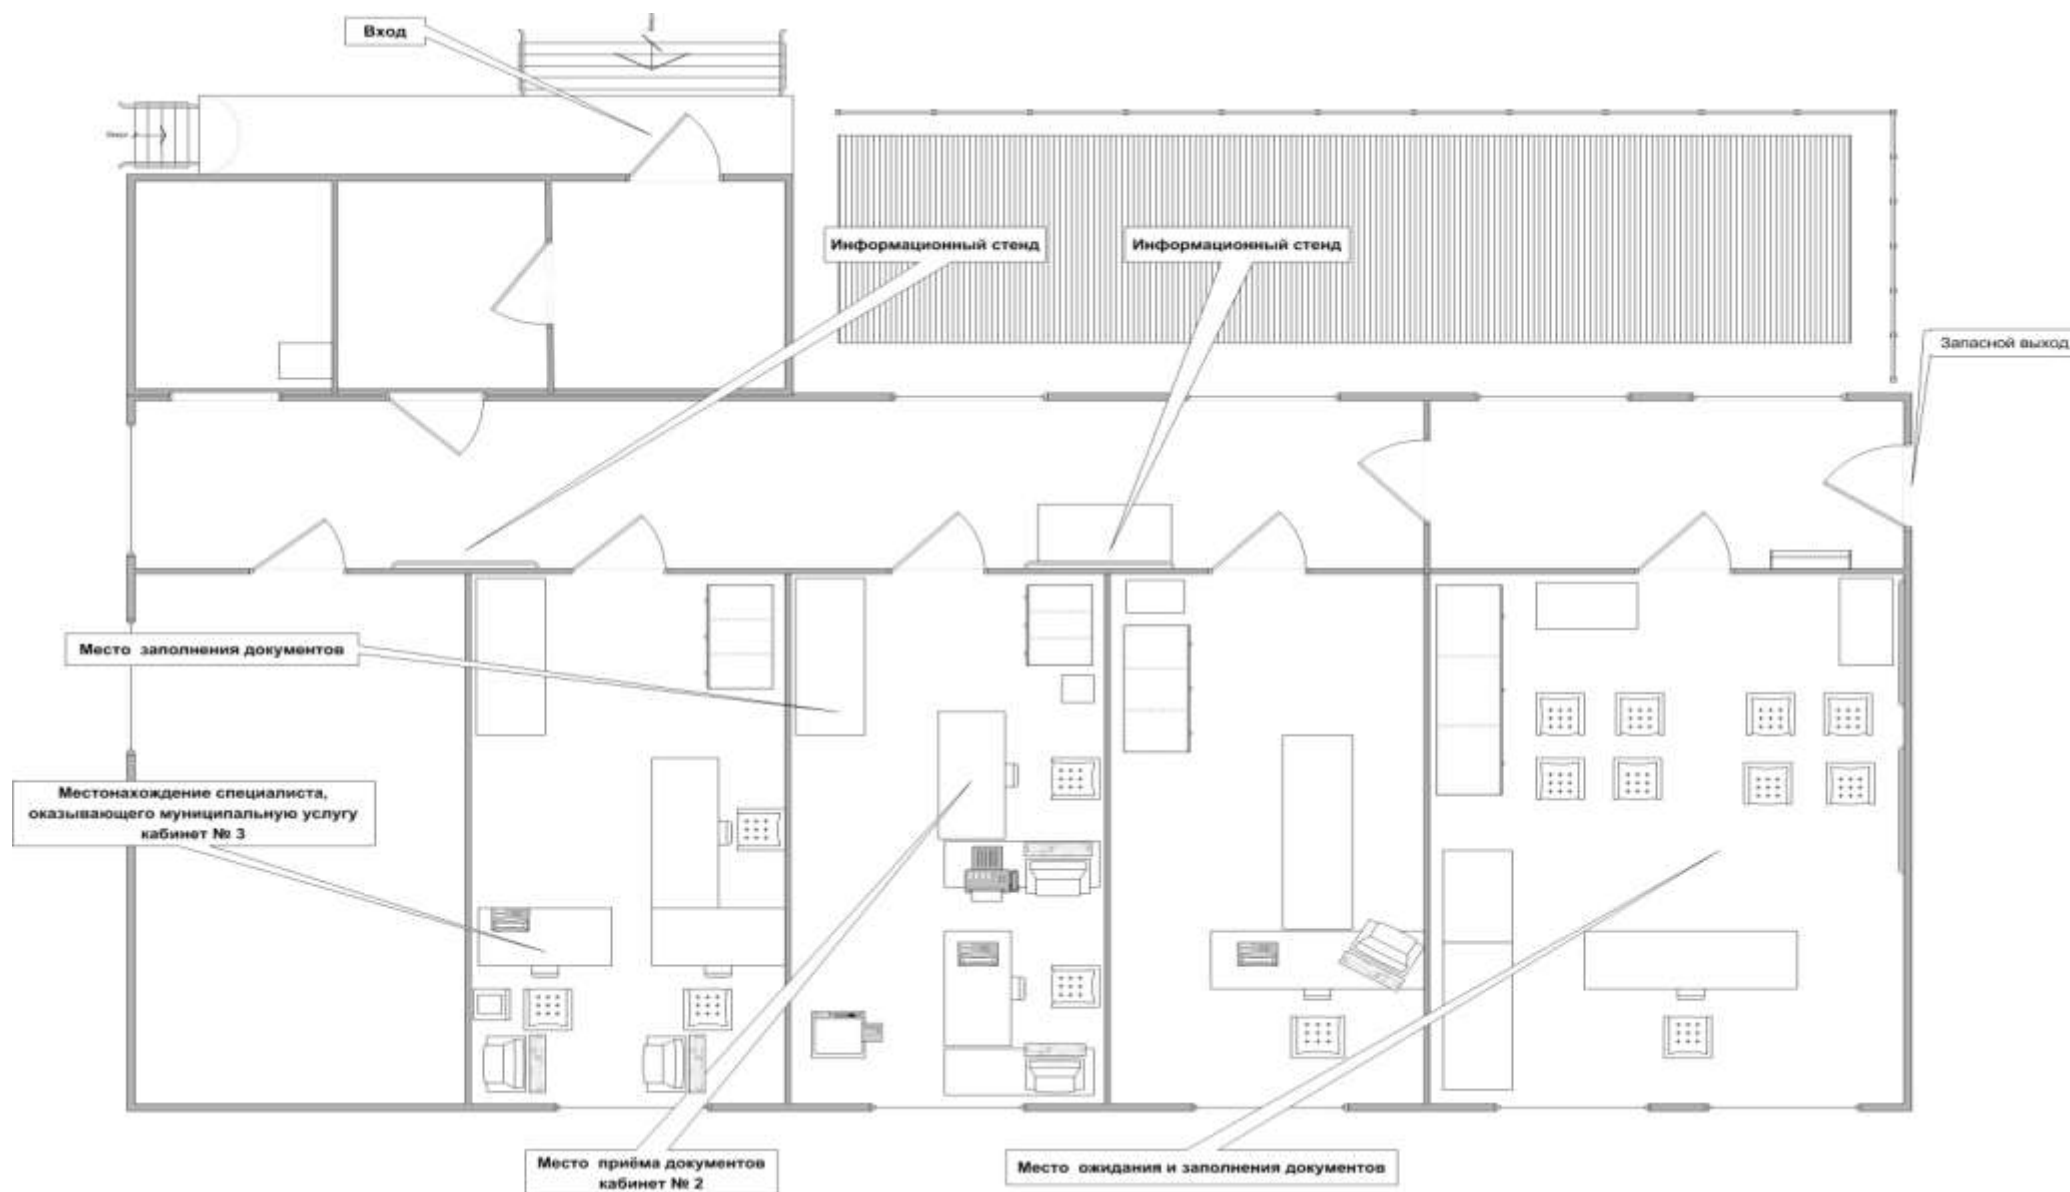 Вход
Информационный стенд
Информационный стенд
Запасной выход
Место заполнения документов
Местонахождение специалиста,
оказывающего муниципальную услугу
кабинет № 3
Место приёма документов
кабинет № 2
Место ожидания и заполнения документов